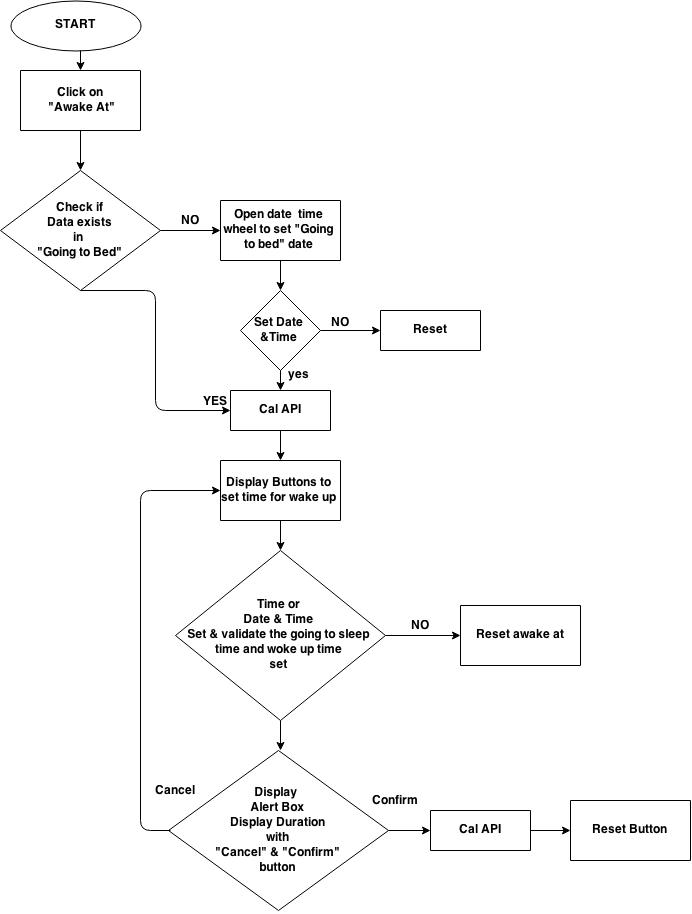 START
Click on
"Awake At"
Check if
Data exists
in
"Going to Bed"
NO
Open date time
wheel to set "Going
to bed" date
Set Date
&Time
NO
Reset
yes
YES
Cal API
Display Buttons to
set time for wake up
Time or
Date & Time
Set & validate the going to sleep
time and woke up time
set
NO
Reset awake at
Cancel
Display
Alert Box
Display Duration
with
"Cancel" & "Confirm"
button
Confirm
Cal API
Reset Button